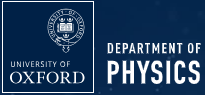 UNIVERSITY OF
OXFORD
DEPARTMENT OF
PHYSICS